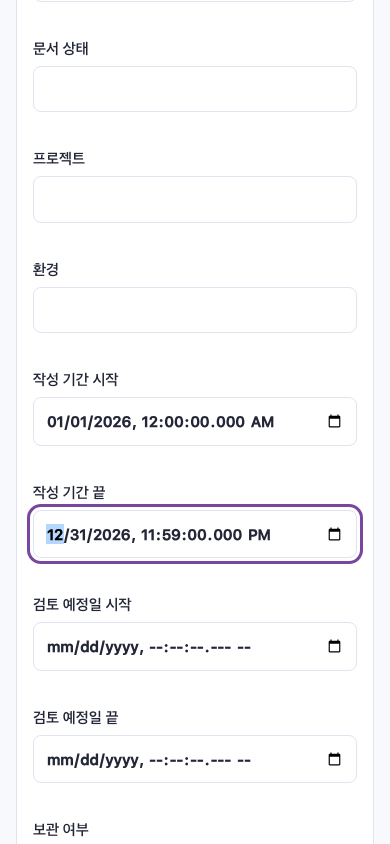 문서 상태
프로젝트
환경
작성 기간 시작
01/01/2026, 12:00:00.000 AM
작성 기간 끝
12/31/2026, 11:59:00.000 PM
검토 예정일 시작
mm/dd/yyyy, --:--:--.--- --
검토 예정일 끝
mm/dd/yyyy, --:--:--.--- --
보관 여부